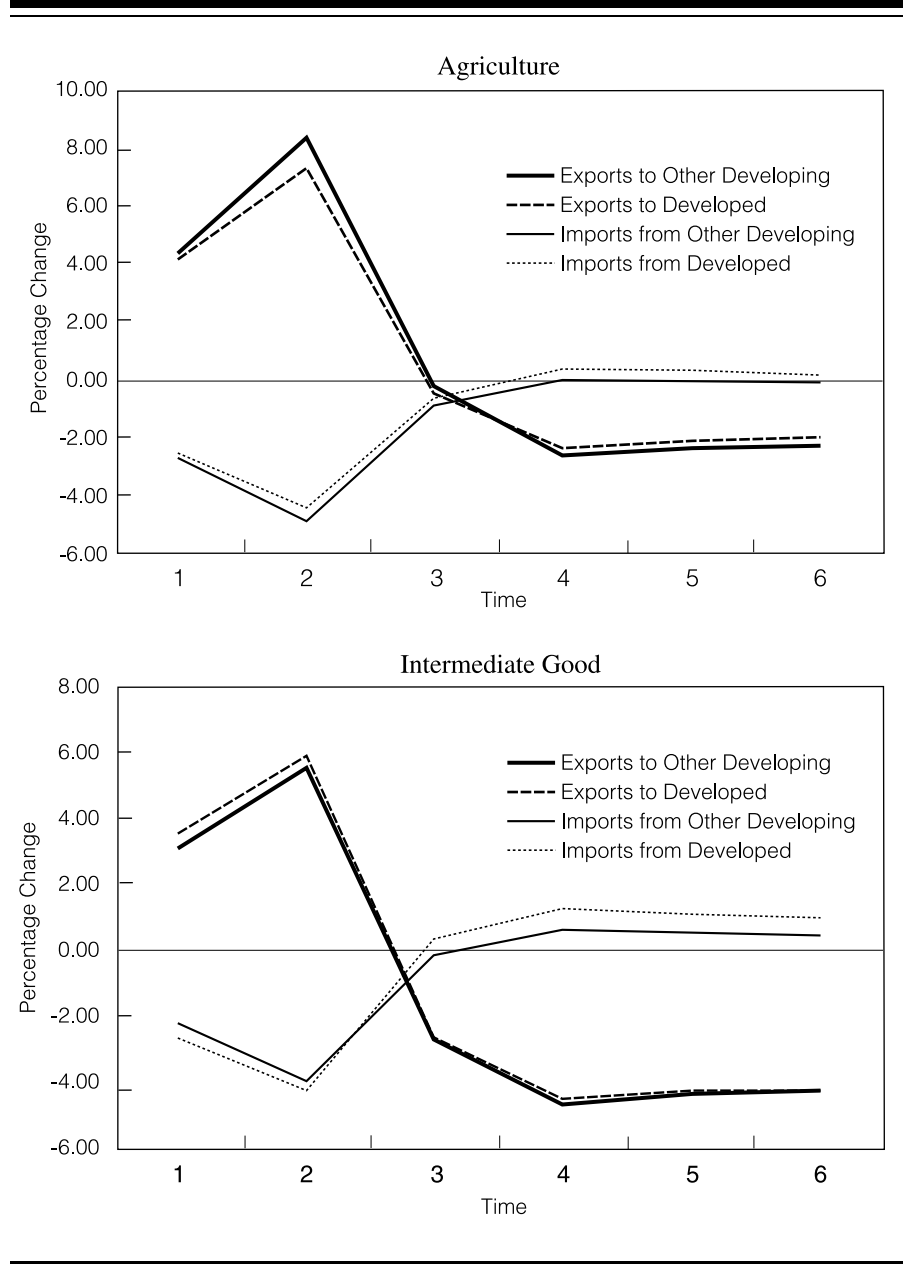 Agriculture
10.00
8.00
6.00
4.00
2.00
0.00
-2.00
-4.00
-6.00
Percentage Change
Exports to Other Developing
Exports to Developed
Imports from Other Developing
Imports from Developed
1 2 3 4 5 6
Time
Intermediate Good
8.00
6.00
4.00
2.00
0.00
-2.00
-4.00
-6.00
Percentage Change
Exports to Other Developing
Exports to Developed
Imports from Other Developing
Imports from Developed
1 2 3 4 5 6
Time